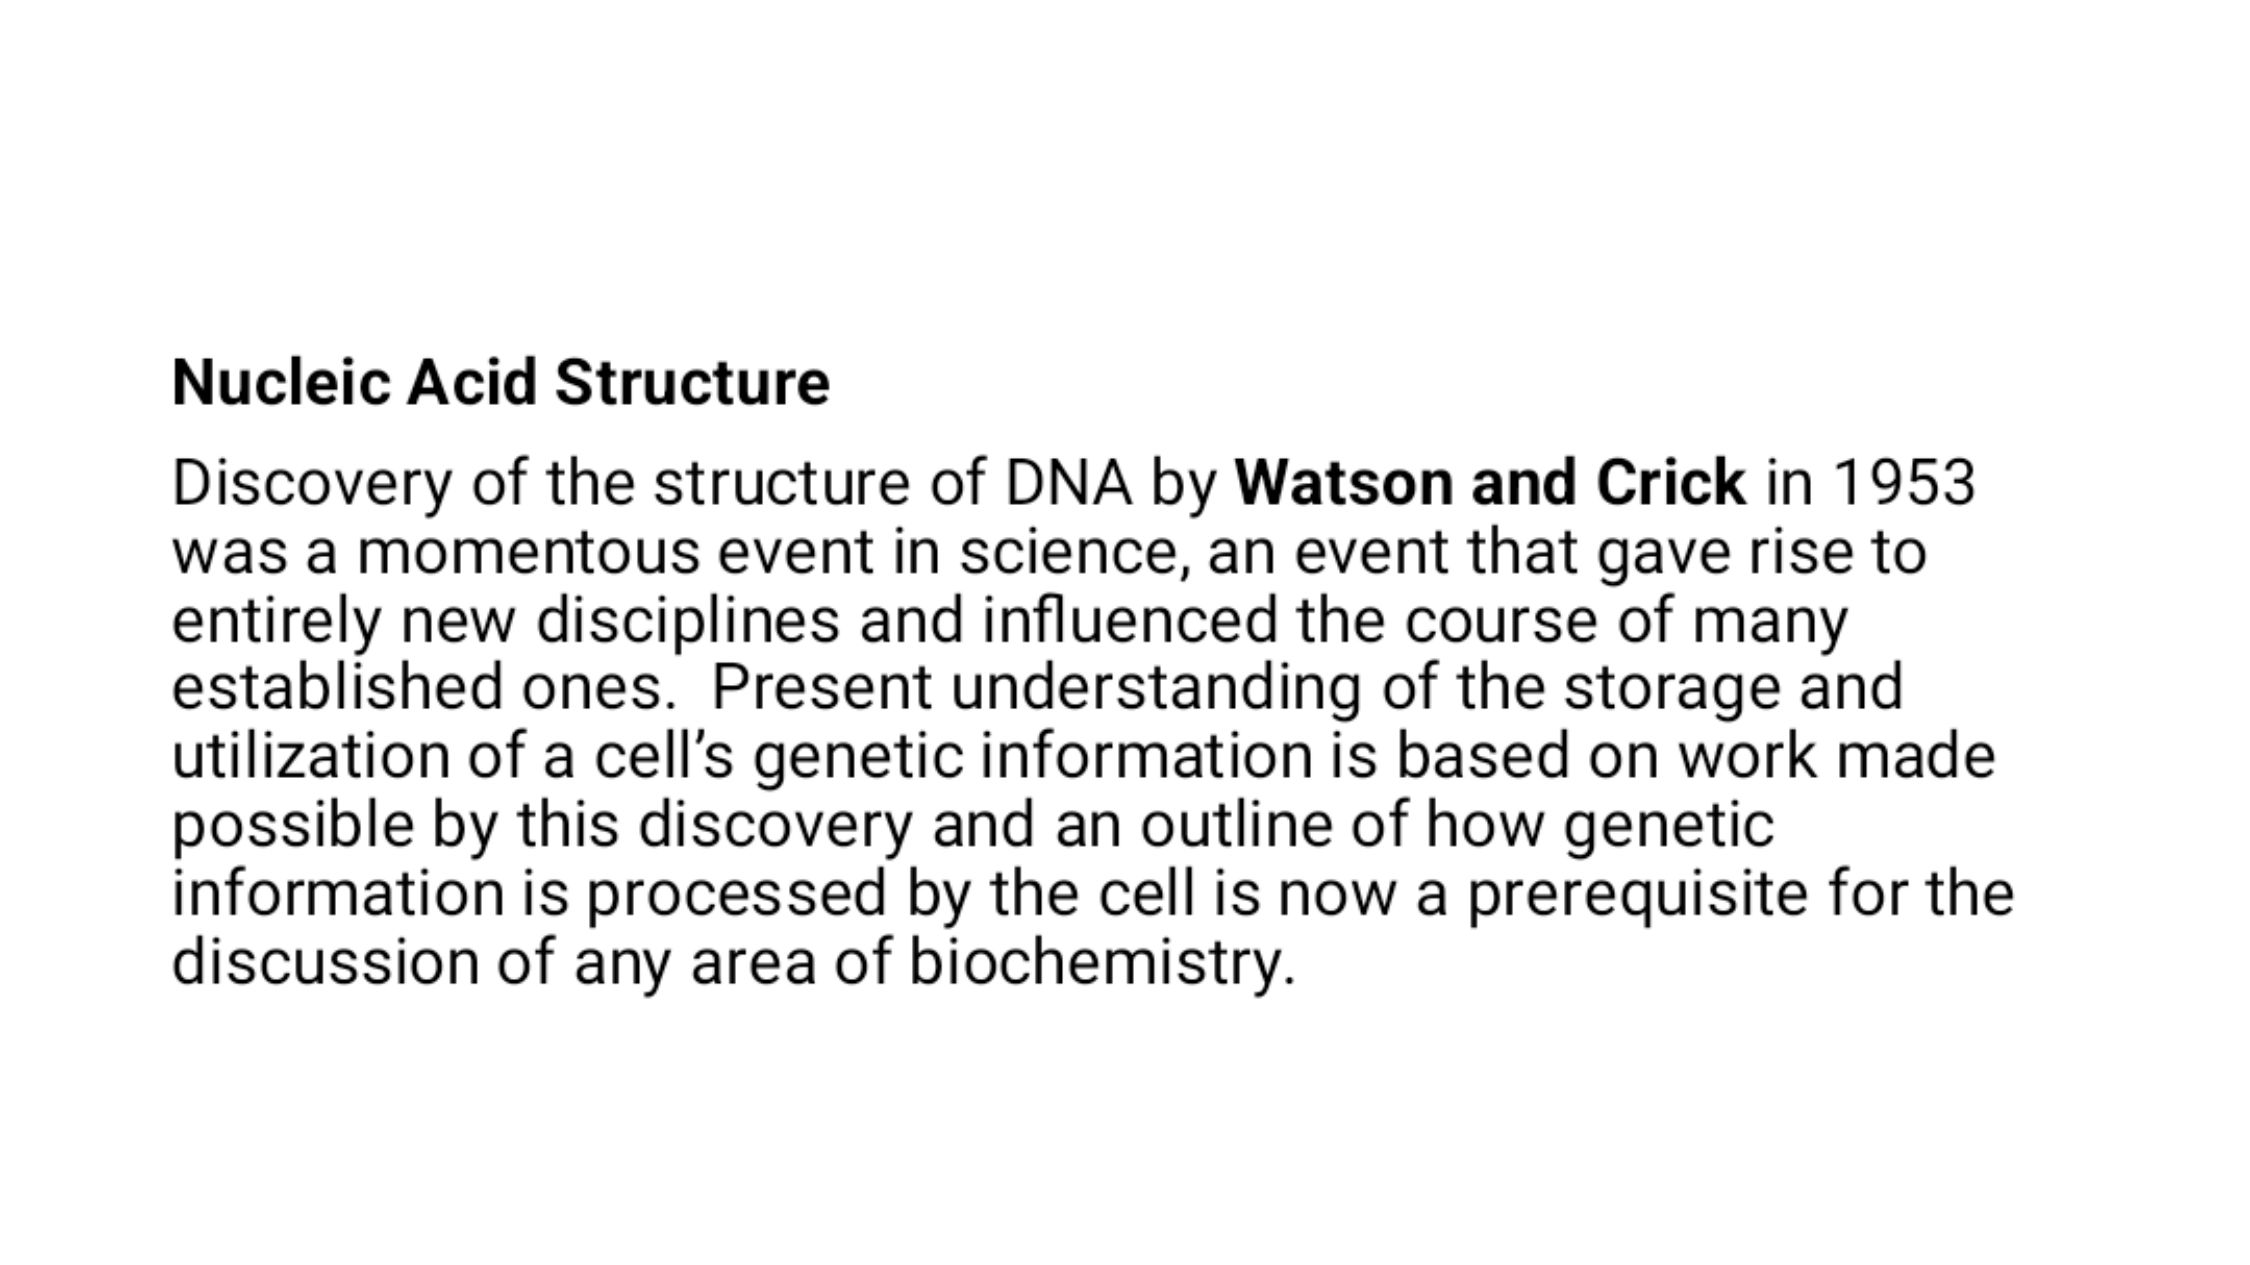 Nucleic Acid Structure
Discovery of the structure of DNA by Watson and Crick in 1953
was a momentous event in science, an event that gave rise to
entirely new disciplines and influenced the course of many
established ones.  Present understanding of the storage and
utilization of a cell’s genetic information is based on work made
possible by this discovery and an outline of how genetic
information is processed by the cell is now a prerequisite for the
discussion of any area of biochemistry.